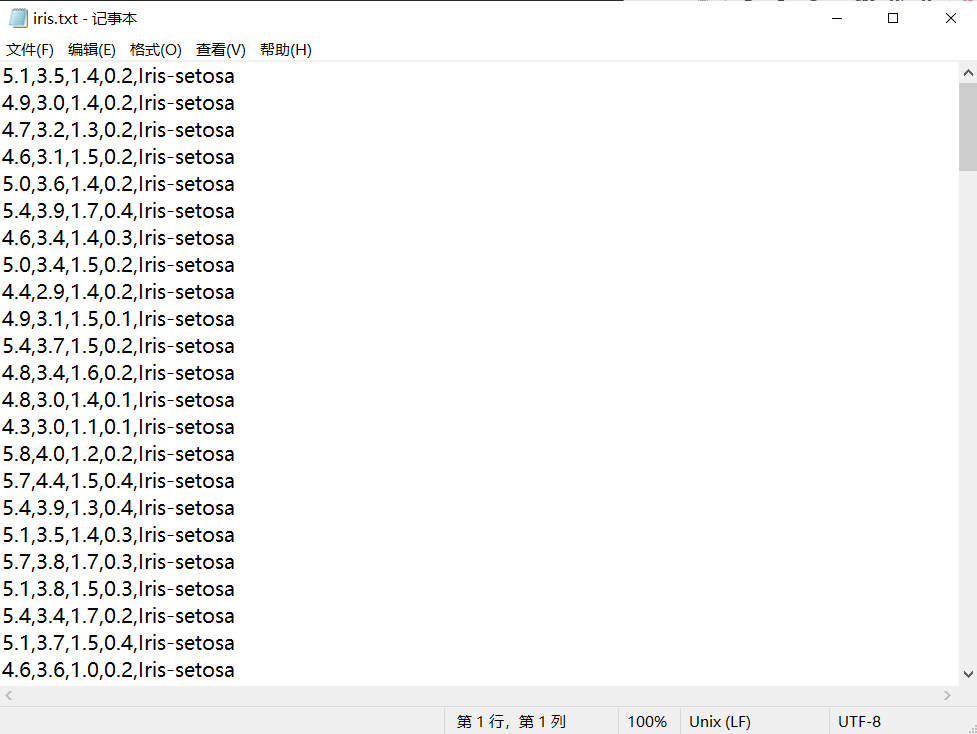 iris.txt - 记事本
文件(F) 编辑(E) 格式(O) 查看(V) 帮助(H)
5.1,3.5,1.4,0.2,Iris-setosa
4.9,3.0,1.4,0.2,Iris-setosa
4.7,3.2,1.3,0.2,Iris-setosa
4.6,3.1,1.5,0.2,Iris-setosa
5.0,3.6,1.4,0.2,Iris-setosa
5.4,3.9,1.7,0.4,Iris-setosa
4.6,3.4,1.4,0.3,Iris-setosa
5.0,3.4,1.5,0.2,Iris-setosa
4.4,2.9,1.4,0.2,Iris-setosa
4.9,3.1,1.5,0.1,Iris-setosa
5.4,3.7,1.5,0.2,Iris-setosa
4.8,3.4,1.6,0.2,Iris-setosa
4.8,3.0,1.4,0.1,Iris-setosa
4.3,3.0,1.1,0.1,Iris-setosa
5.8,4.0,1.2,0.2,Iris-setosa
5.7,4.4,1.5,0.4,Iris-setosa
5.4,3.9,1.3,0.4,Iris-setosa
5.1,3.5,1.4,0.3,Iris-setosa
5.7,3.8,1.7,0.3,Iris-setosa
5.1,3.8,1.5,0.3,Iris-setosa
5.4,3.4,1.7,0.2,Iris-setosa
5.1,3.7,1.5,0.4,Iris-setosa
4.6,3.6,1.0,0.2,Iris-setosa
第 1 行，第 1 列 100% Unix (LF) UTF-8